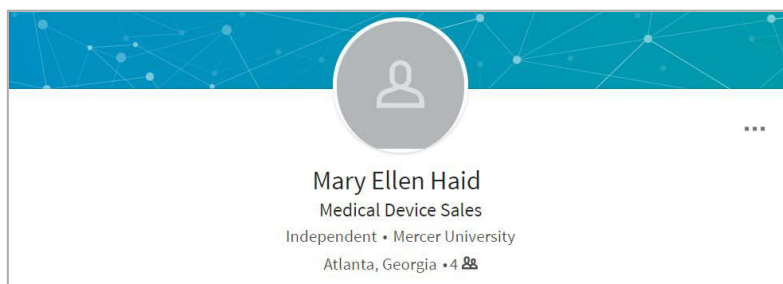 Mary Ellen Haid
Medical Device Sales
Independent • Mercer University
Atlanta, Georgia • 4